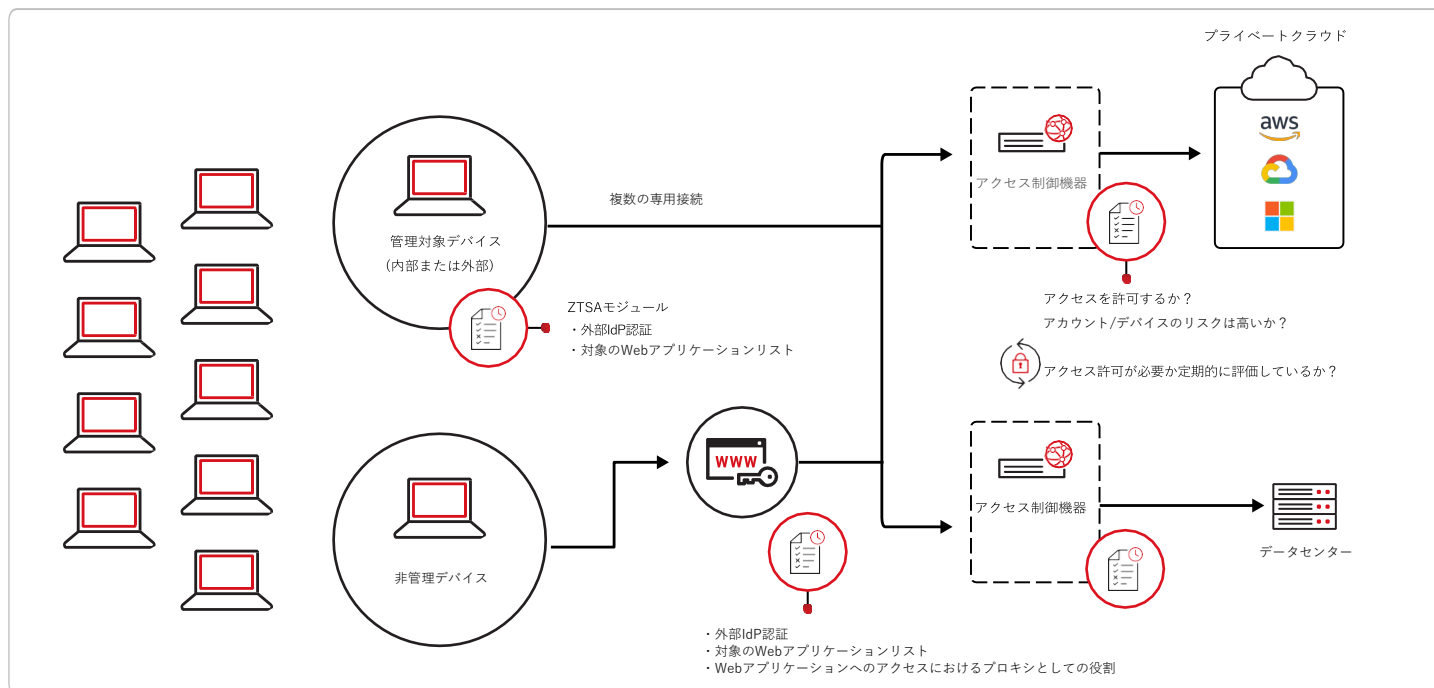 プライベートクラウド
aws
アクセス制御機器
複数の専用接続
管理対象デバイス
(内部または外部)
ZTSAモジュール
・外部IdP認証
・対象のWebアプリケーションリスト
アクセスを許可するか？
アカウント/デバイスのリスクは高いか？
アクセス許可が必要か定期的に評価しているか？
WWW
アクセス制御機器
データセンター
非管理デバイス
・外部IdP認証
・対象のWebアプリケーションリスト
・Webアプリケーションへのアクセスにおけるプロキシとしての役割